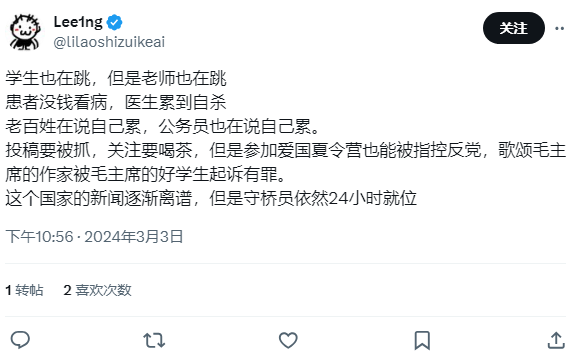 Lee1ng
@lilaoshizuikeai
关注
学生也在跳，但是老师也在跳
患者没钱看病，医生累到自杀
老百姓在说自己累，公务员也在说自己累。
投稿要被抓，关注要喝茶，但是参加爱国夏令营也能被指控反党，歌颂毛主
席的作家被毛主席的好学生起诉有罪。
这个国家的新闻逐渐离谱，但是守桥员依然24小时就位
下午10:56 · 2024年3月3日
1 转帖 2 喜欢次数